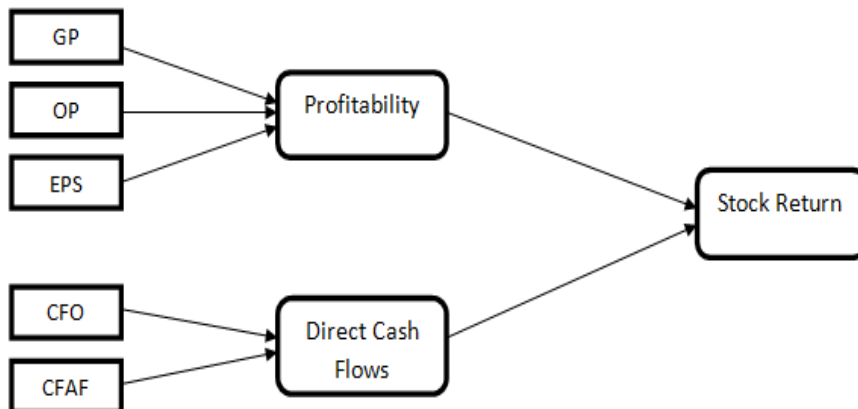 GP
OP
EPS
Profitability
Stock Return
CFO
CFAF
Direct Cash
Flows